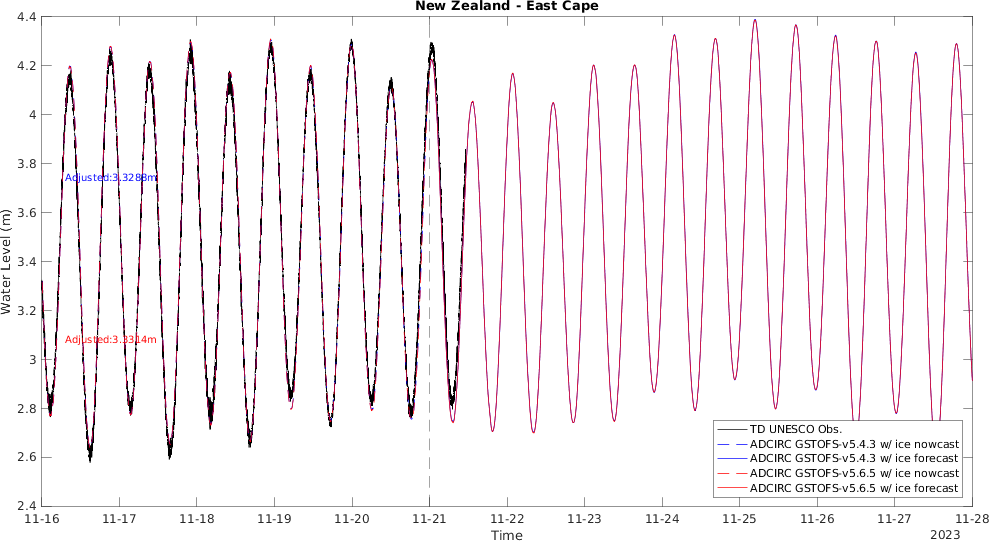 New Zealand - East Cape
4.4
4.2
4
3.8
3.6
3.4
3.2
3
2.8
2.6
2.4
Water Level (m)
Adjusted:3.3288m
Adjusted:3.3314m
TD UNESCO Obs.
ADCIRC GSTOFS-v5.4.3 w/ ice nowcast
ADCIRC GSTOFS-v5.4.3 w/ ice forecast
ADCIRC GSTOFS-v5.6.5 w/ ice nowcast
ADCIRC GSTOFS-v5.6.5 w/ ice forecast
11-16 11-17 11-18 11-19 11-20 11-21 11-22 11-23 11-24 11-25 11-26 11-27 11-28
Time
2023